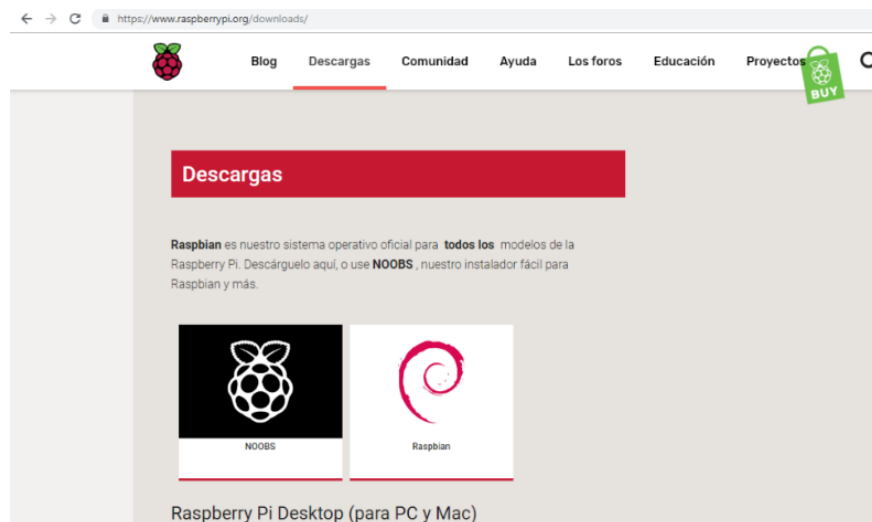 https://www.raspberrypi.org/downloads/
Blog Descargas Comunidad Ayuda Los foros Educación Proyectos
BUY
Descargas
Raspbian es nuestro sistema operativo oficial para todos los modelos de la
Raspberry Pi. Descárguelo aquí, o use NOOBS , nuestro instalador fácil para
Raspbian y más.
NOOBS Raspbian
Raspberry Pi Desktop (para PC y Mac)